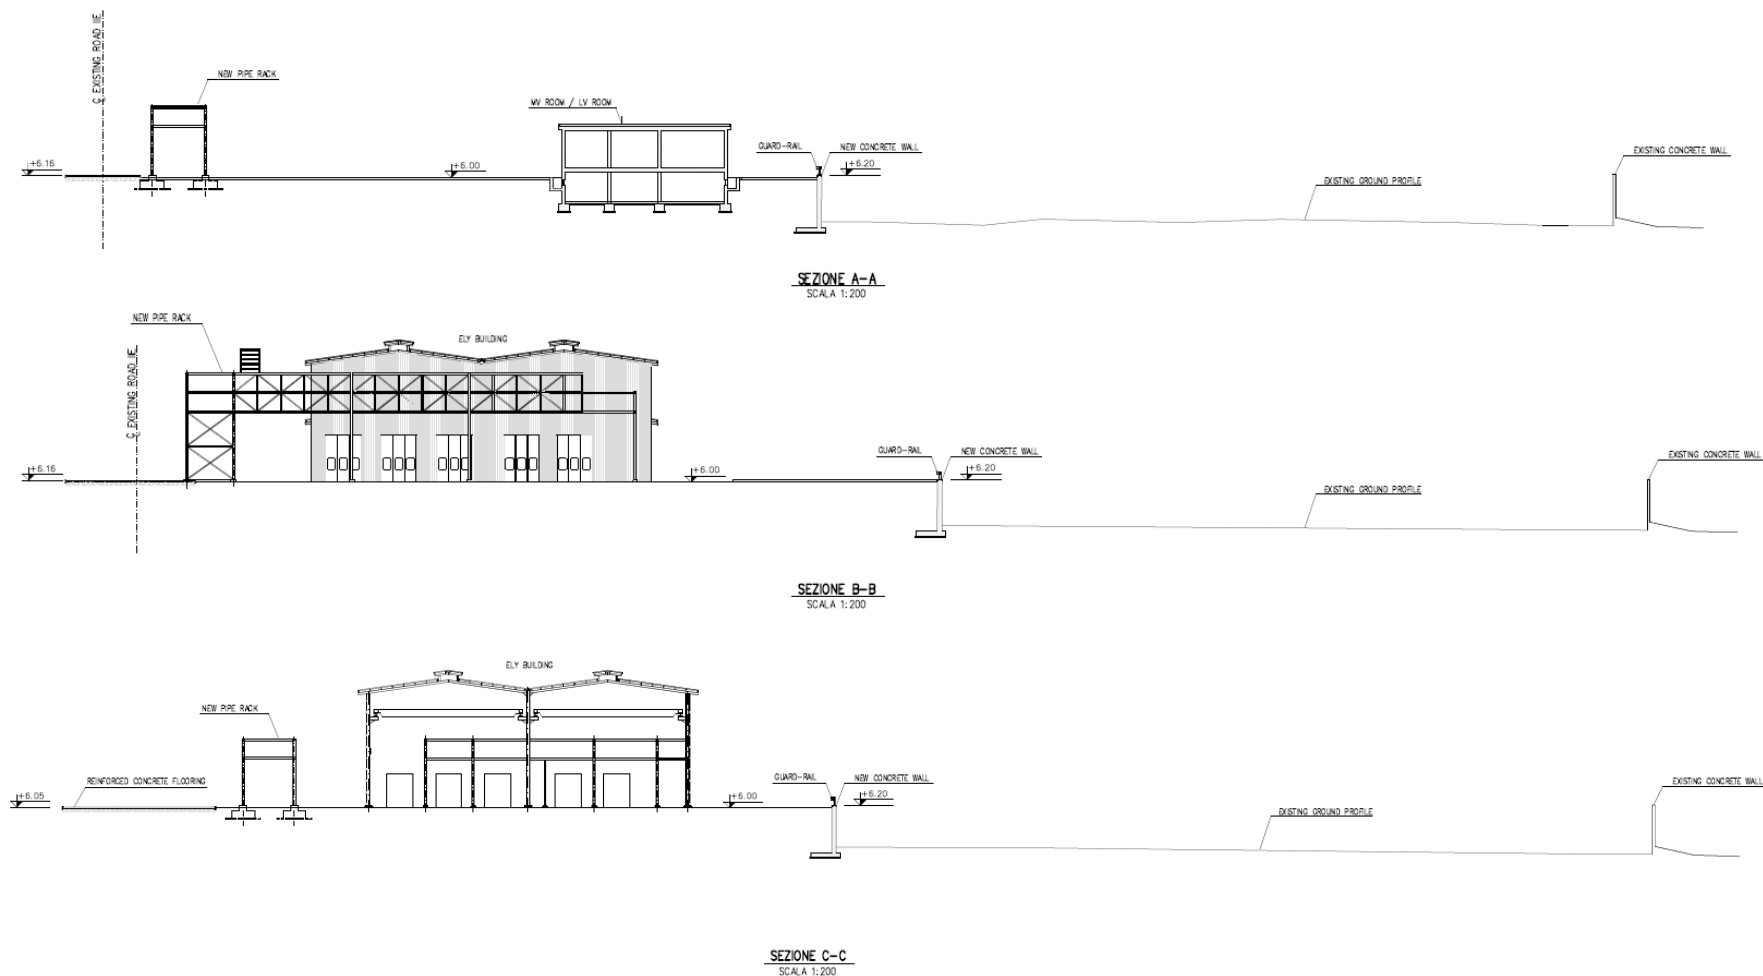 ₵ EXISTING ROAD IIE
NEW PIPE RACK
MV ROOM / LV ROOM
GUARD-RAIL
NEW CONCRETE WALL
EXISTING CONCRETE WALL
+6.16
+6.00
+6.20
EXISTING GROUND PROFILE
SEZIONE A-A
SCALA 1:200
NEW PIPE RACK
ELY BUILDING
₵ EXISTING ROAD IIE
GUARD-RAIL
NEW CONCRETE WALL
EXISTING CONCRETE WALL
+6.16
+6.00
+6.20
EXISTING GROUND PROFILE
SEZIONE B-B
SCALA 1:200
ELY BUILDING
NEW PIPE RACK
REINFORCED CONCRETE FLOORING
GUARD-RAIL
NEW CONCRETE WALL
EXISTING CONCRETE WALL
+6.05
+6.00
+6.20
EXISTING GROUND PROFILE
SEZIONE C-C
SCALA 1:200